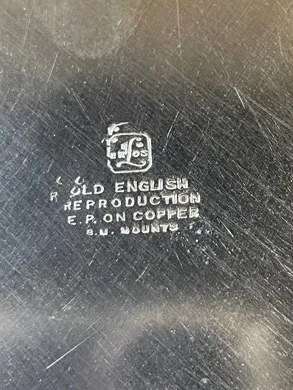 OLD ENGLISH
REPRODUCTION
E.P. ON COPPER
B.M. MOUNTS